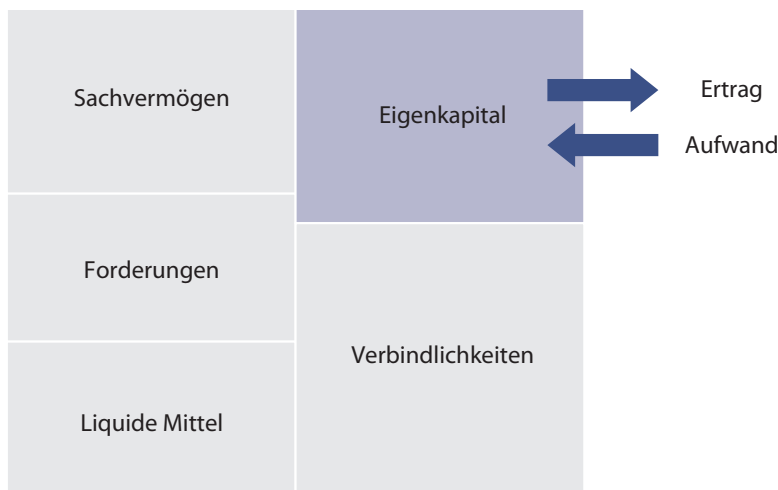 Sachvermögen
Eigenkapital
Ertrag
Aufwand
Forderungen
Verbindlichkeiten
Liquide Mittel